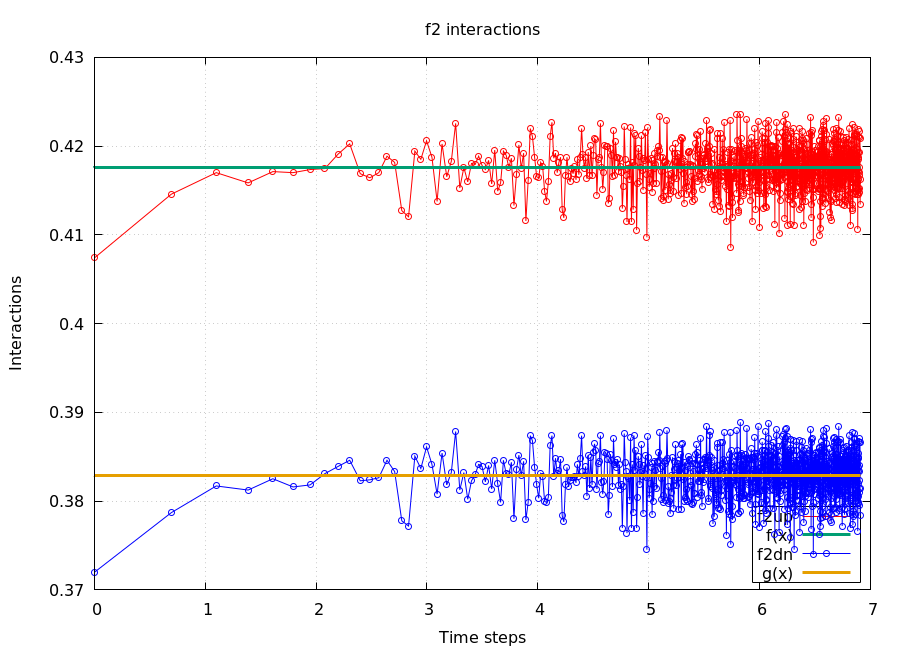 f2 interactions
0.43
0.42
0.41
0.4
0.39
0.38
0.37
Interactions
f2up
f(x)
f2dn
g(x)
0 1 2 3 4 5 6 7
Time steps